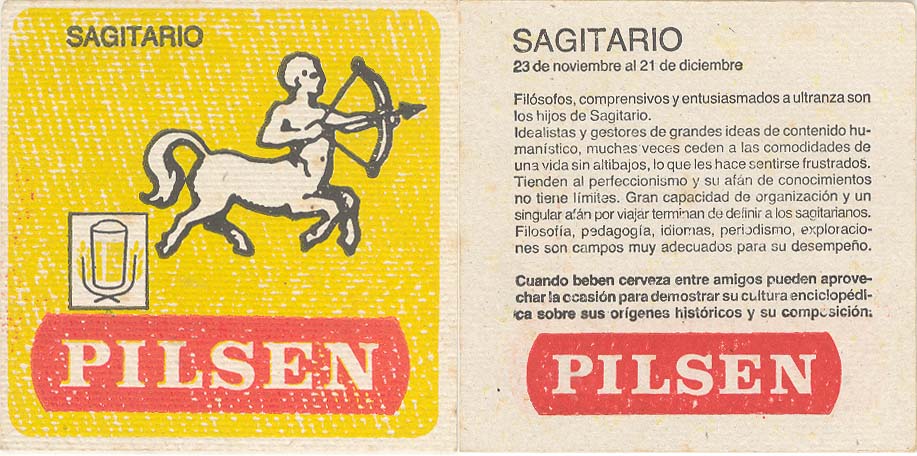 SAGITARIO
PILSEN
SAGITARIO
23 de noviembre al 21 de diciembre
Filósofos, comprensivos y entusiasmados a ultranza son
los hijos de Sagitario.
Idealistas y gestores de grandes ideas de contenido hu-
manístico, muchas veces ceden a las comodidades de
una vida sin altibajos, lo que les hace sentirse frustrados.
Tienden al perfeccionismo y su afán de conocimientos
no tiene límites. Gran capacidad de organización y un
singular afán por viajar terminan de definir a los sagitarianos.
Filosofía, pedagogía, idiomas, periodismo, exploracio-
nes son campos muy adecuados para su desempeño.
Cuando beben cerveza entre amigos pueden aprove-
char la ocasión para demostrar su cultura enciclopédi-
ca sobre sus orígenes históricos y su composición.
PILSEN